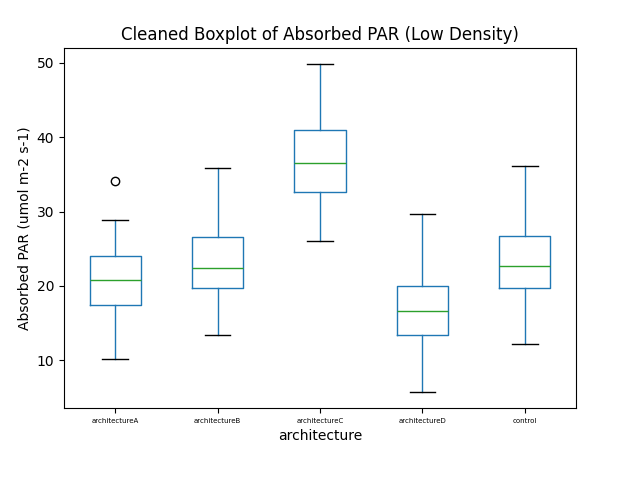 Cleaned Boxplot of Absorbed PAR (Low Density)
Absorbed PAR (umol m-2 s-1)
50
40
30
20
10
architectureA architectureB architectureC architectureD control
architecture